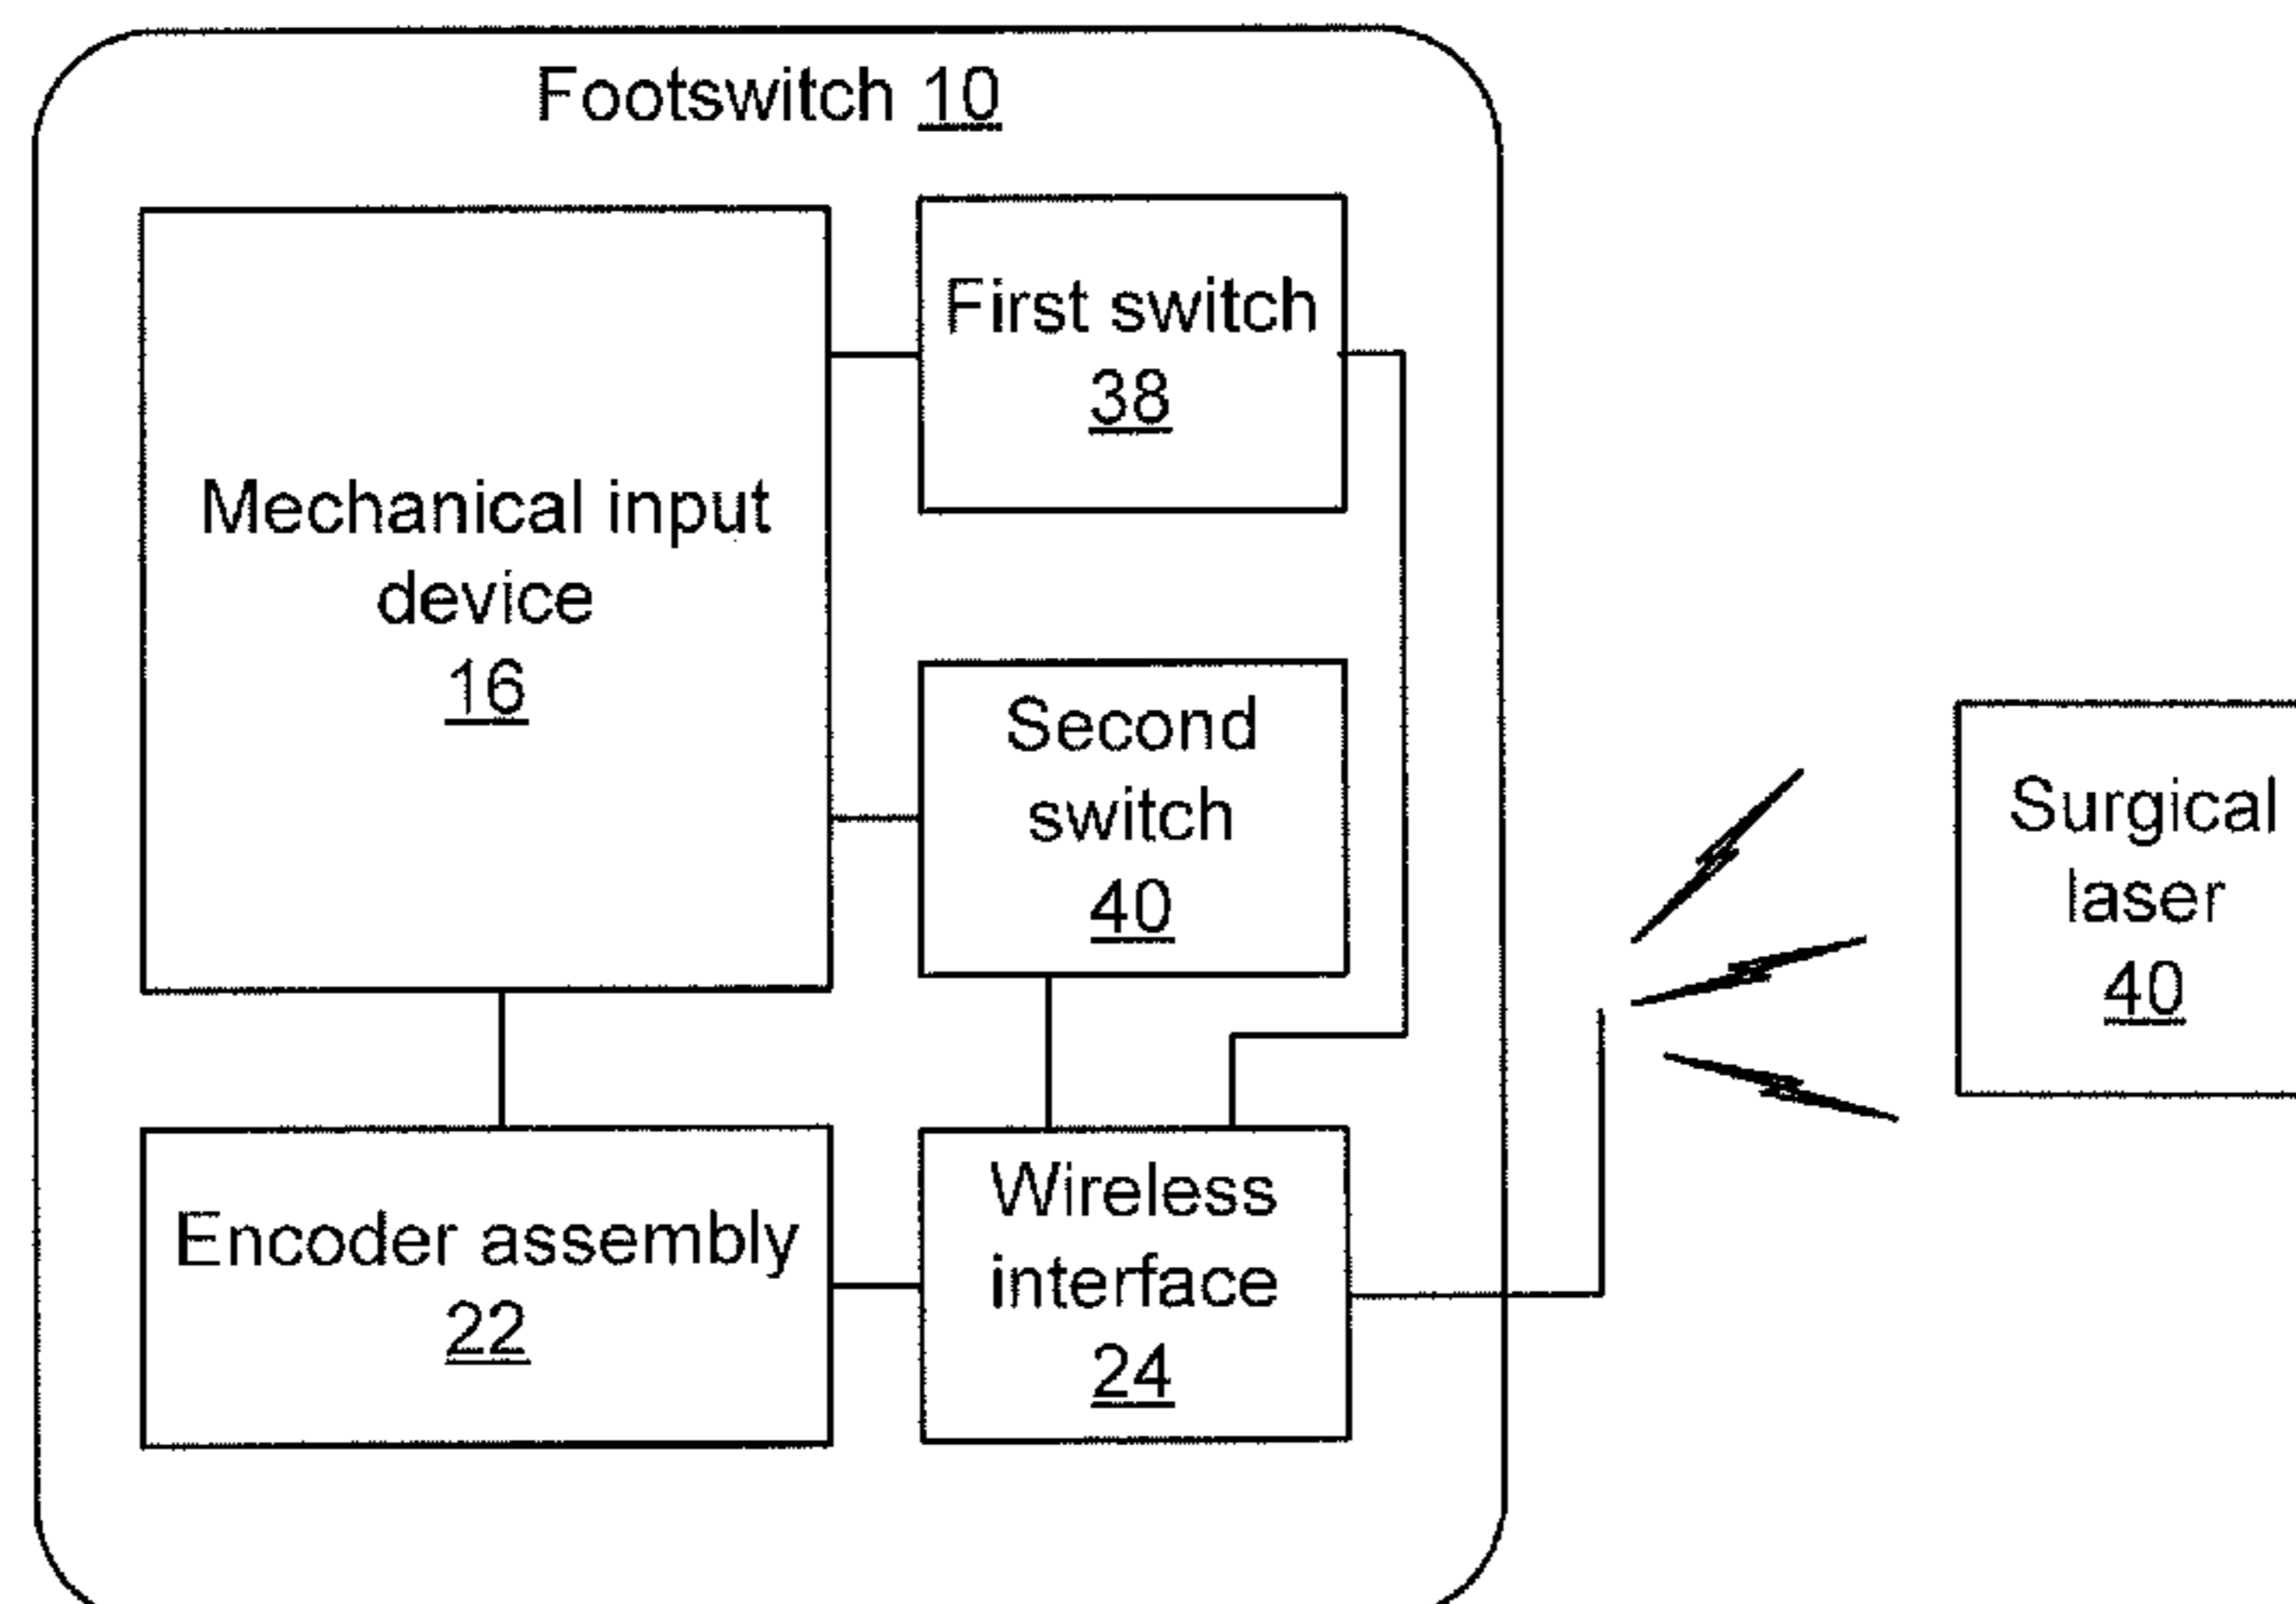 Footswitch 10
First switch
38
Mechanical input
device
16
Second
switch
40
Surgical
laser
40
Encoder assembly
22
Wireless
interface
24